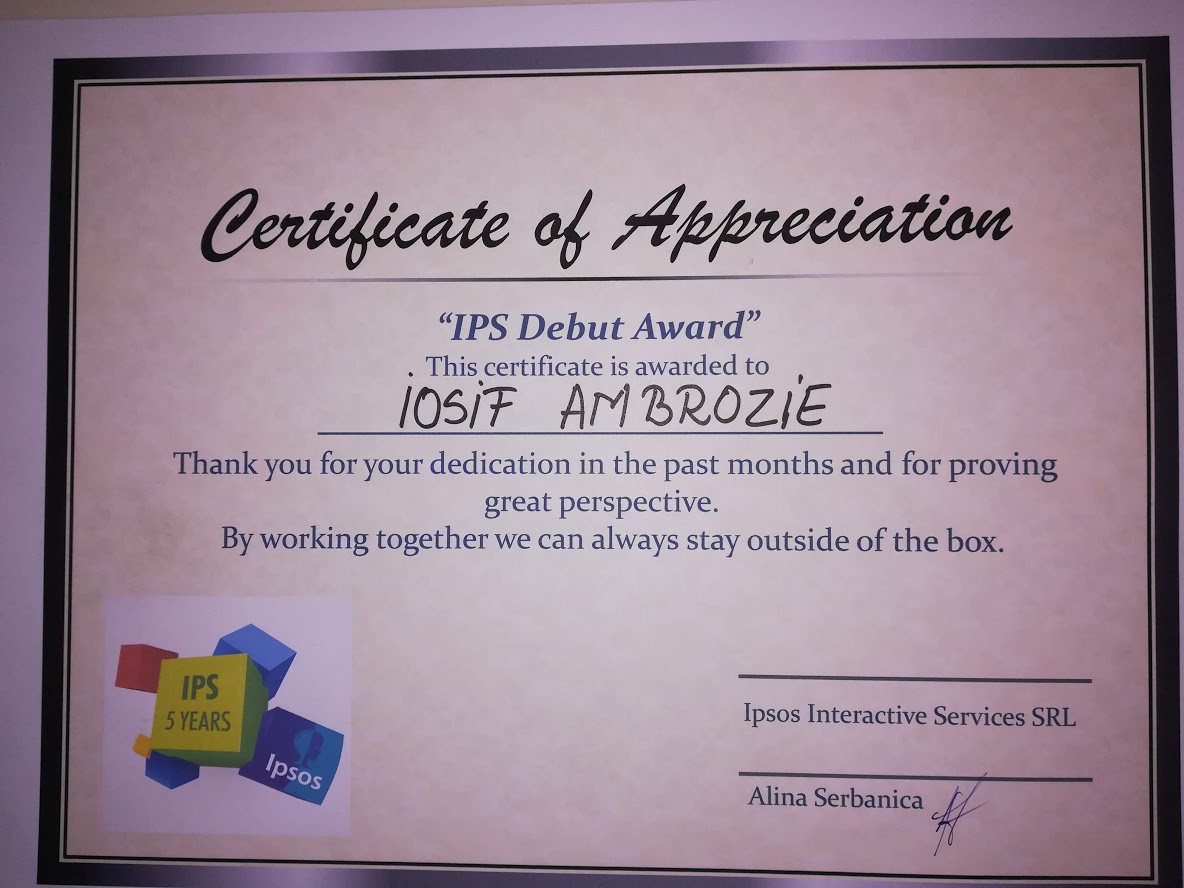 Certificate of Appreciation
“IPS Debut Award”
This certificate is awarded to
iOSiF AMBROZiE
Thank you for your dedication in the past months and for proving
great perspective.
By working together we can always stay outside of the box.
IPS
5 YEARS
Ipsos
Ipsos Interactive Services SRL
Alina Serbanica